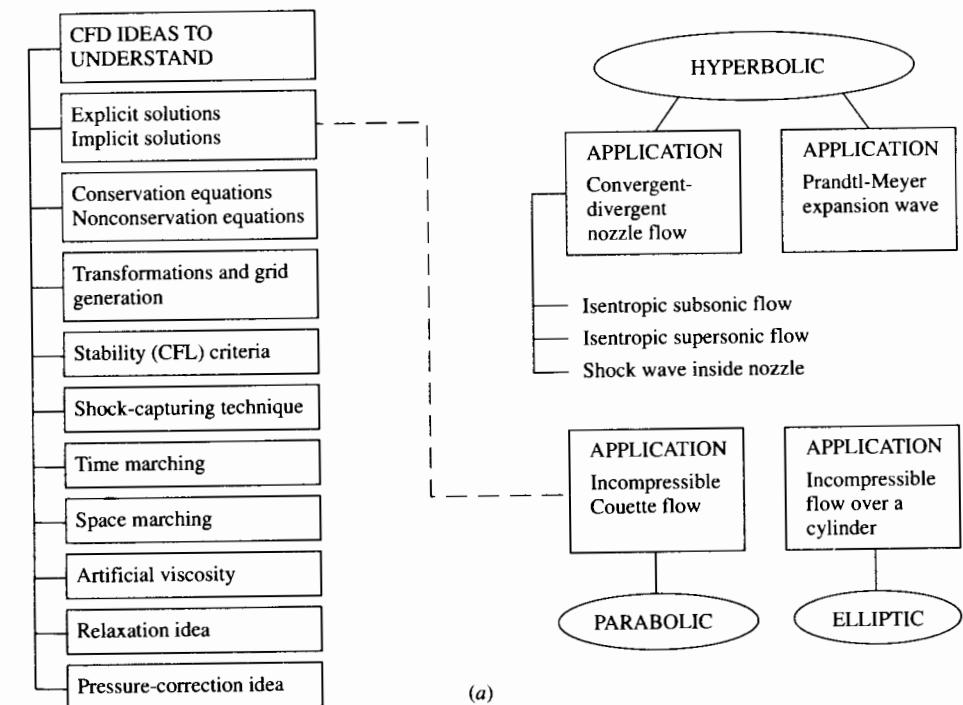 CFD IDEAS TO
UNDERSTAND
Explicit solutions
Implicit solutions
Conservation equations
Nonconservation equations
Transformations and grid
generation
Stability (CFL) criteria
Shock-capturing technique
Time marching
Space marching
Artificial viscosity
Relaxation idea
Pressure-correction idea
HYPERBOLIC
APPLICATION
Convergent-
divergent
nozzle flow
APPLICATION
Prandtl-Meyer
expansion wave
Isentropic subsonic flow
Isentropic supersonic flow
Shock wave inside nozzle
APPLICATION
Incompressible
Couette flow
APPLICATION
Incompressible
flow over a
cylinder
PARABOLIC
ELLIPTIC
(a)